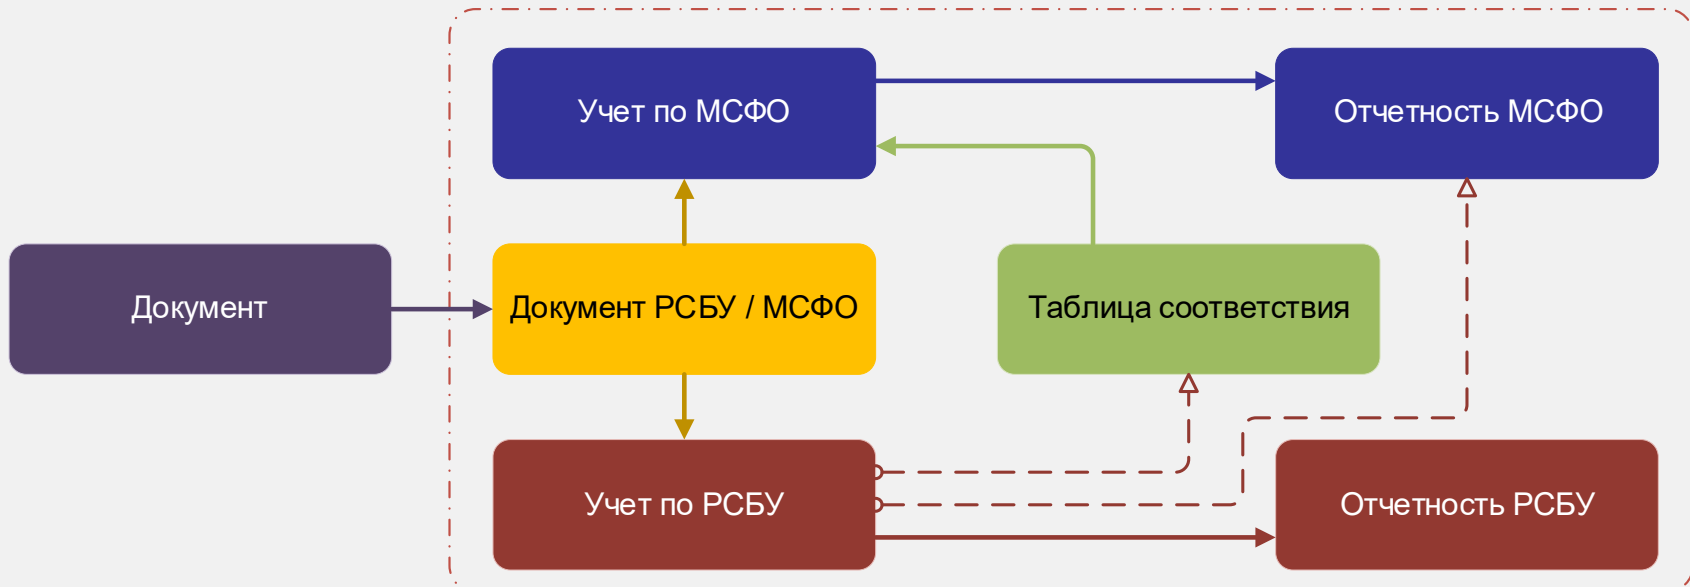 Учет по МСФО
Отчетность МСФО
Документ
Документ РСБУ / МСФО
Таблица соответствия
Учет по РСБУ
Отчетность РСБУ